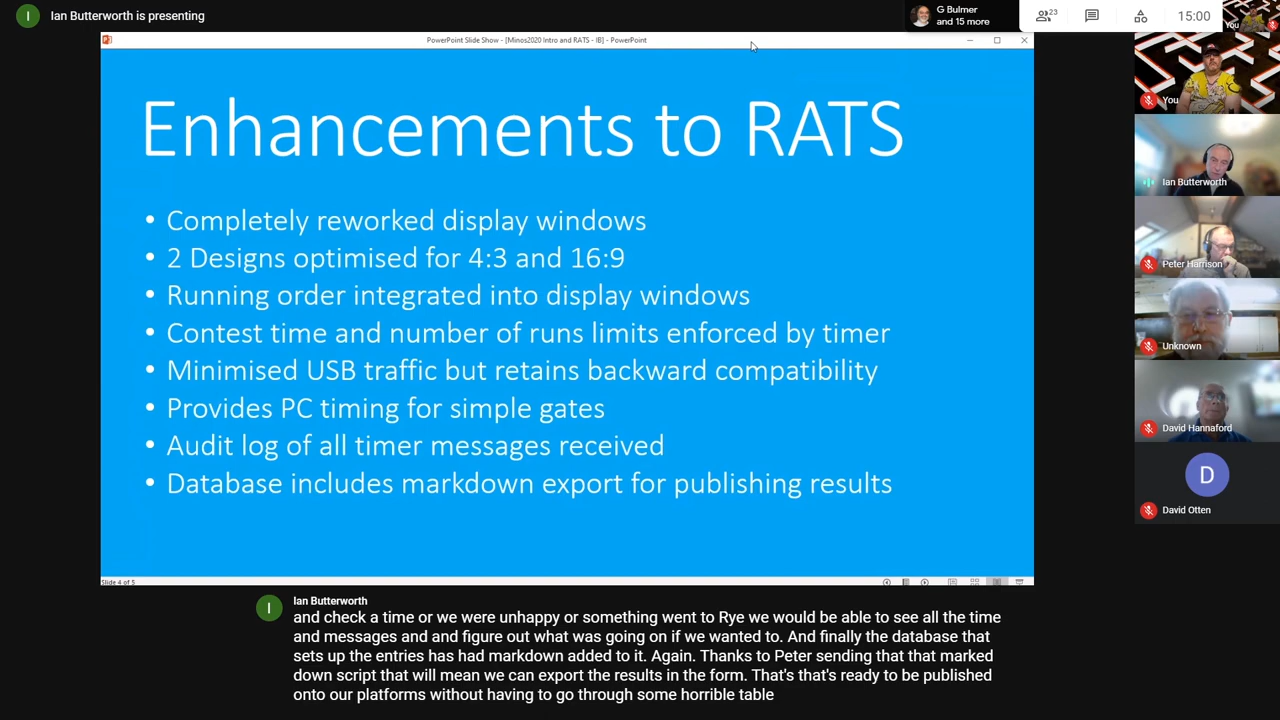 I
Ian Butterworth is presenting
G Bulmer
and 15 more
23
15:00
You
PowerPoint Slide Show - [Minos2020 Intro and RATS - IB] - PowerPoint
Enhancements to RATS
• Completely reworked display windows
• 2 Designs optimised for 4:3 and 16:9
• Running order integrated into display windows
• Contest time and number of runs limits enforced by timer
• Minimised USB traffic but retains backward compatibility
• Provides PC timing for simple gates
• Audit log of all timer messages received
• Database includes markdown export for publishing results
Slide 4 of 5
You
Ian Butterworth
Peter Harrison
Unknown
David Hannaford
D
David Otten
I
Ian Butterworth
and check a time or we were unhappy or something went to Rye we would be able to see all the time
and messages and and figure out what was going on if we wanted to. And finally the database that
sets up the entries has had markdown added to it. Again. Thanks to Peter sending that that marked
down script that will mean we can export the results in the form. That's that's ready to be published
onto our platforms without having to go through some horrible table